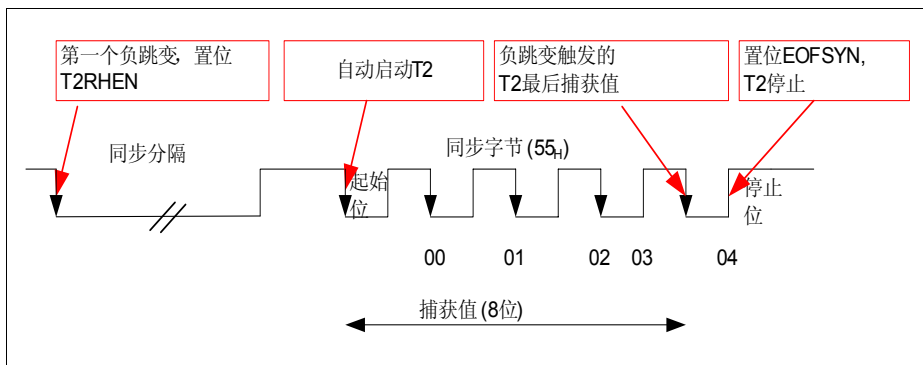 第一个负跳变, 置位
T2RHEN
自动启动T2
负跳变触发的
T2最后捕获值
置位EOFSYN,
T2停止
同步分隔
同步字节(55H)
起始
位
停止
位
00 01 02 03 04
捕获值(8位)